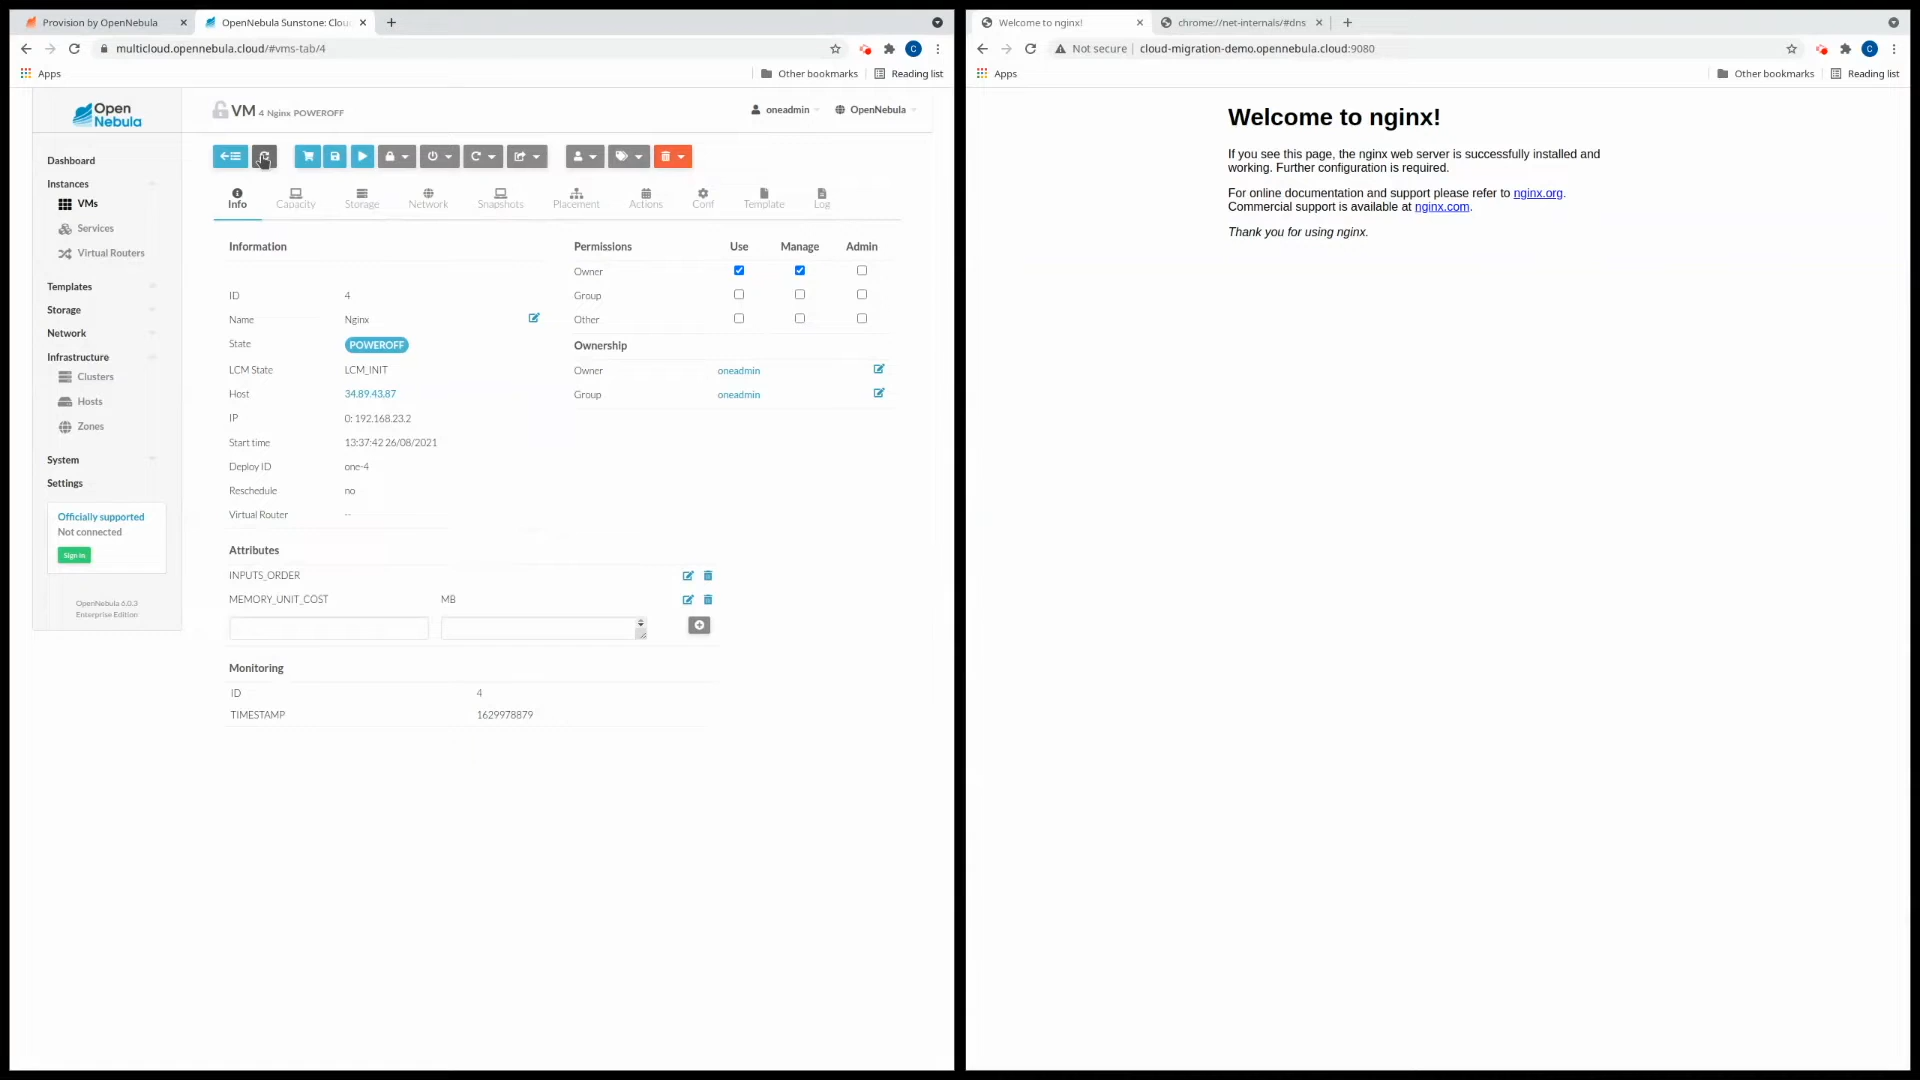 Provision by OpenNebula
OpenNebula Sunstone: Clou
multicloud.opennebula.cloud/#vms-tab/4
Apps
Other bookmarks
Reading list
Open
Nebula
VM 4 Nginx POWEROFF
oneadmin
OpenNebula
Dashboard
Instances
VMs
Services
Virtual Routers
Templates
Storage
Network
Infrastructure
Clusters
Hosts
Zones
System
Settings
Officially supported
Not connected
Sign in
OpenNebula 6.0.3
Enterprise Edition
Info
Capacity
Storage
Network
Snapshots
Placement
Actions
Conf
Template
Log
Information
ID 4
Name Nginx
State POWEROFF
LCM State LCM_INIT
Host 34.89.43.87
IP 0: 192.168.23.2
Start time 13:37:42 26/08/2021
Deploy ID one-4
Reschedule no
Virtual Router --
Permissions Use Manage Admin
Owner
Group
Other
Ownership
Owner oneadmin
Group oneadmin
Attributes
INPUTS_ORDER
MEMORY_UNIT_COST MB
Monitoring
ID 4
TIMESTAMP 1629978879
Welcome to nginx!
chrome://net-internals/#dns
Not secure cloud-migration-demo.opennebula.cloud:9080
Apps
Other bookmarks
Reading list
Welcome to nginx!
If you see this page, the nginx web server is successfully installed and
working. Further configuration is required.
For online documentation and support please refer to nginx.org.
Commercial support is available at nginx.com.
Thank you for using nginx.